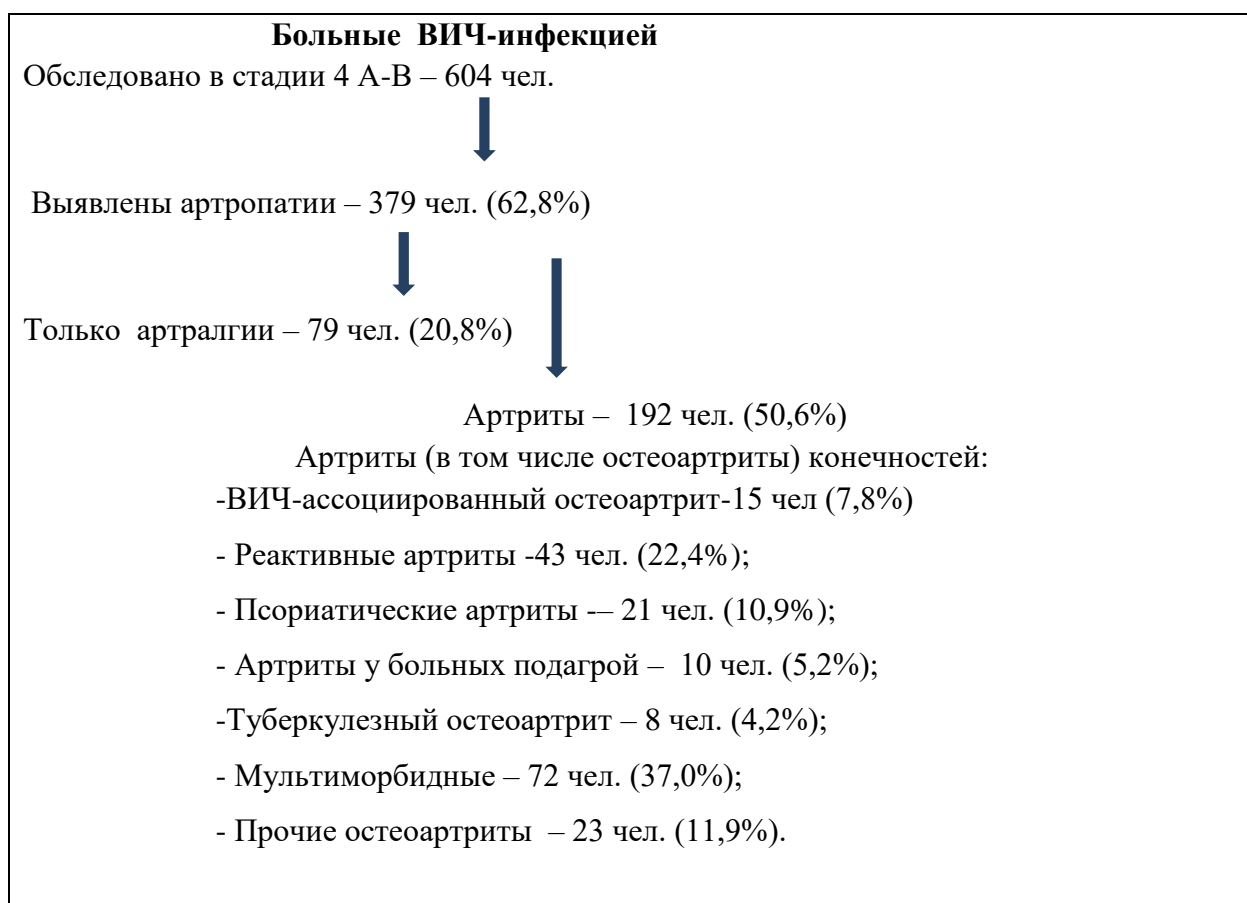 Больные ВИЧ-инфекцией
Обследовано в стадии 4 А-В – 604 чел.
Выявлены артропатии – 379 чел. (62,8%)
Только артралгии – 79 чел. (20,8%)
Артриты – 192 чел. (50,6%)
Артриты (в том числе остеоартриты) конечностей:
-ВИЧ-ассоциированный остеоартрит-15 чел (7,8%)
- Реактивные артриты -43 чел. (22,4%);
- Псориатические артриты -– 21 чел. (10,9%);
- Артриты у больных подагрой – 10 чел. (5,2%);
-Туберкулезный остеоартрит – 8 чел. (4,2%);
- Мультиморбидные – 72 чел. (37,0%);
- Прочие остеоартриты – 23 чел. (11,9%).